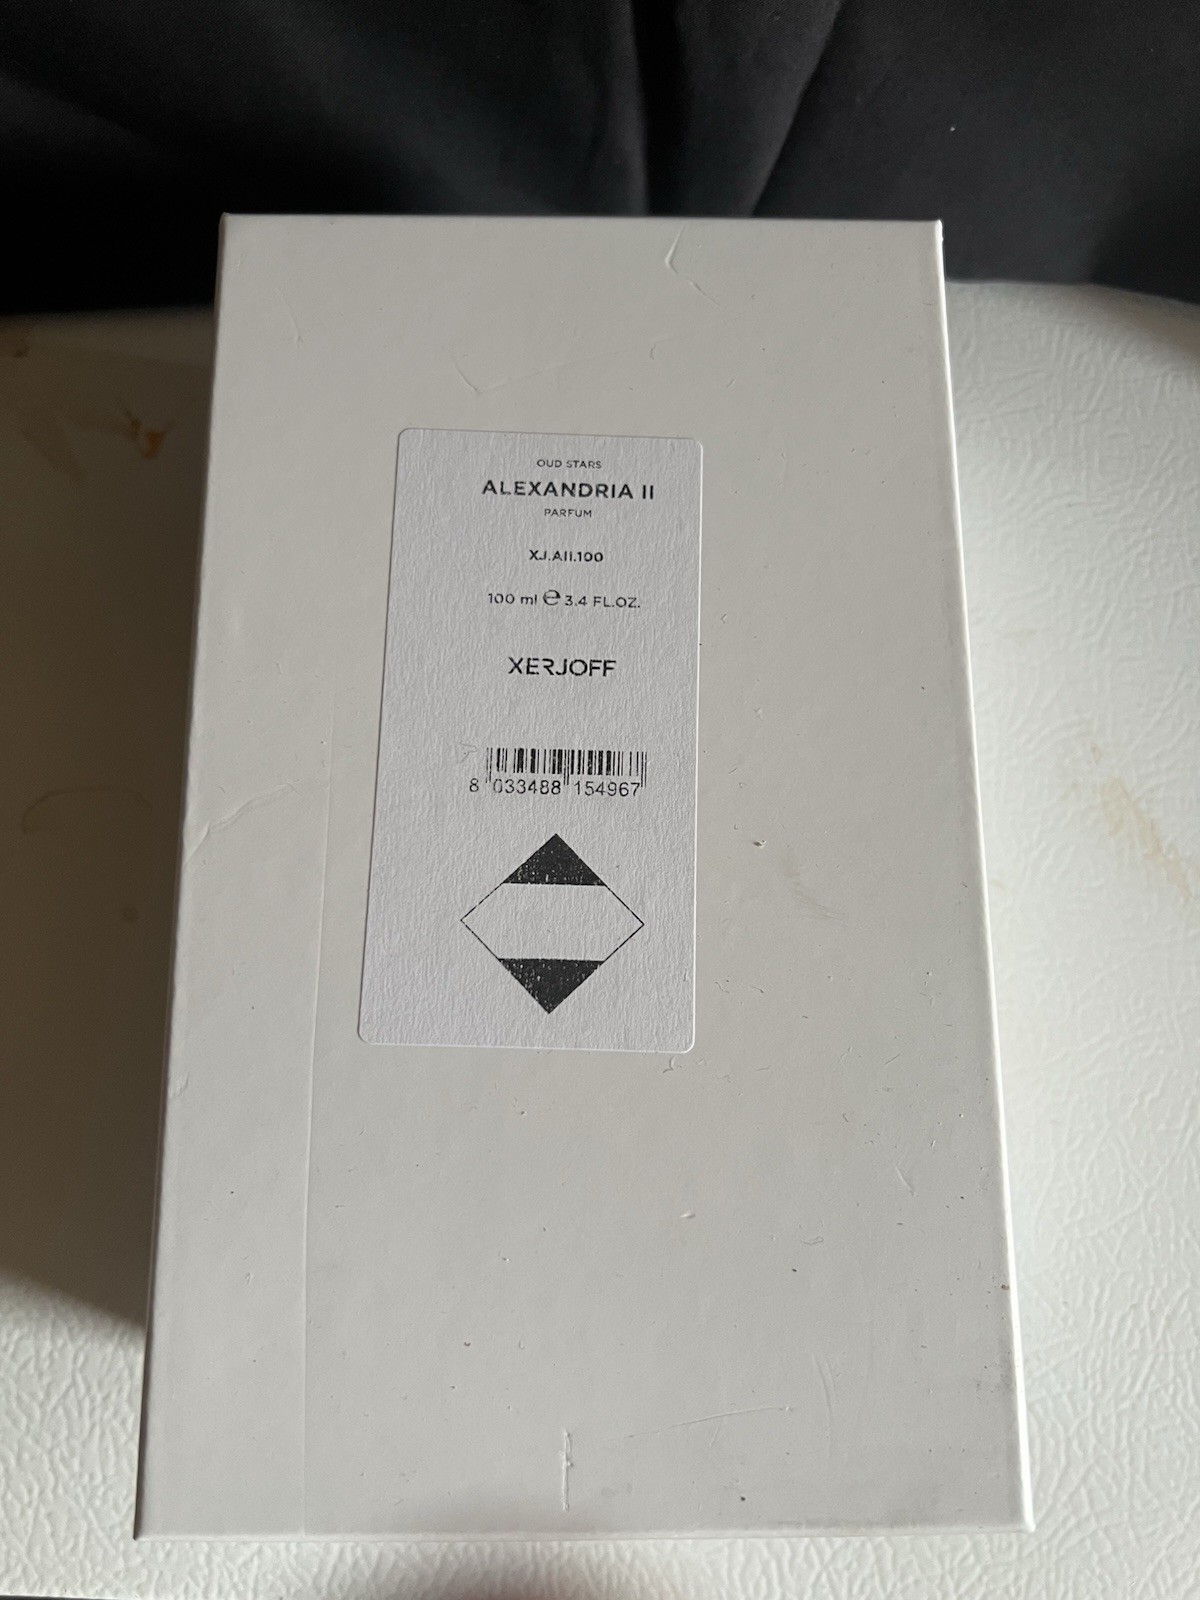 OUD STARS
ALEXANDRIA II
PARFUM
XJ.AII.100
100 ml ℮ 3.4 FL.OZ.
XERJOFF
8 033488 154967